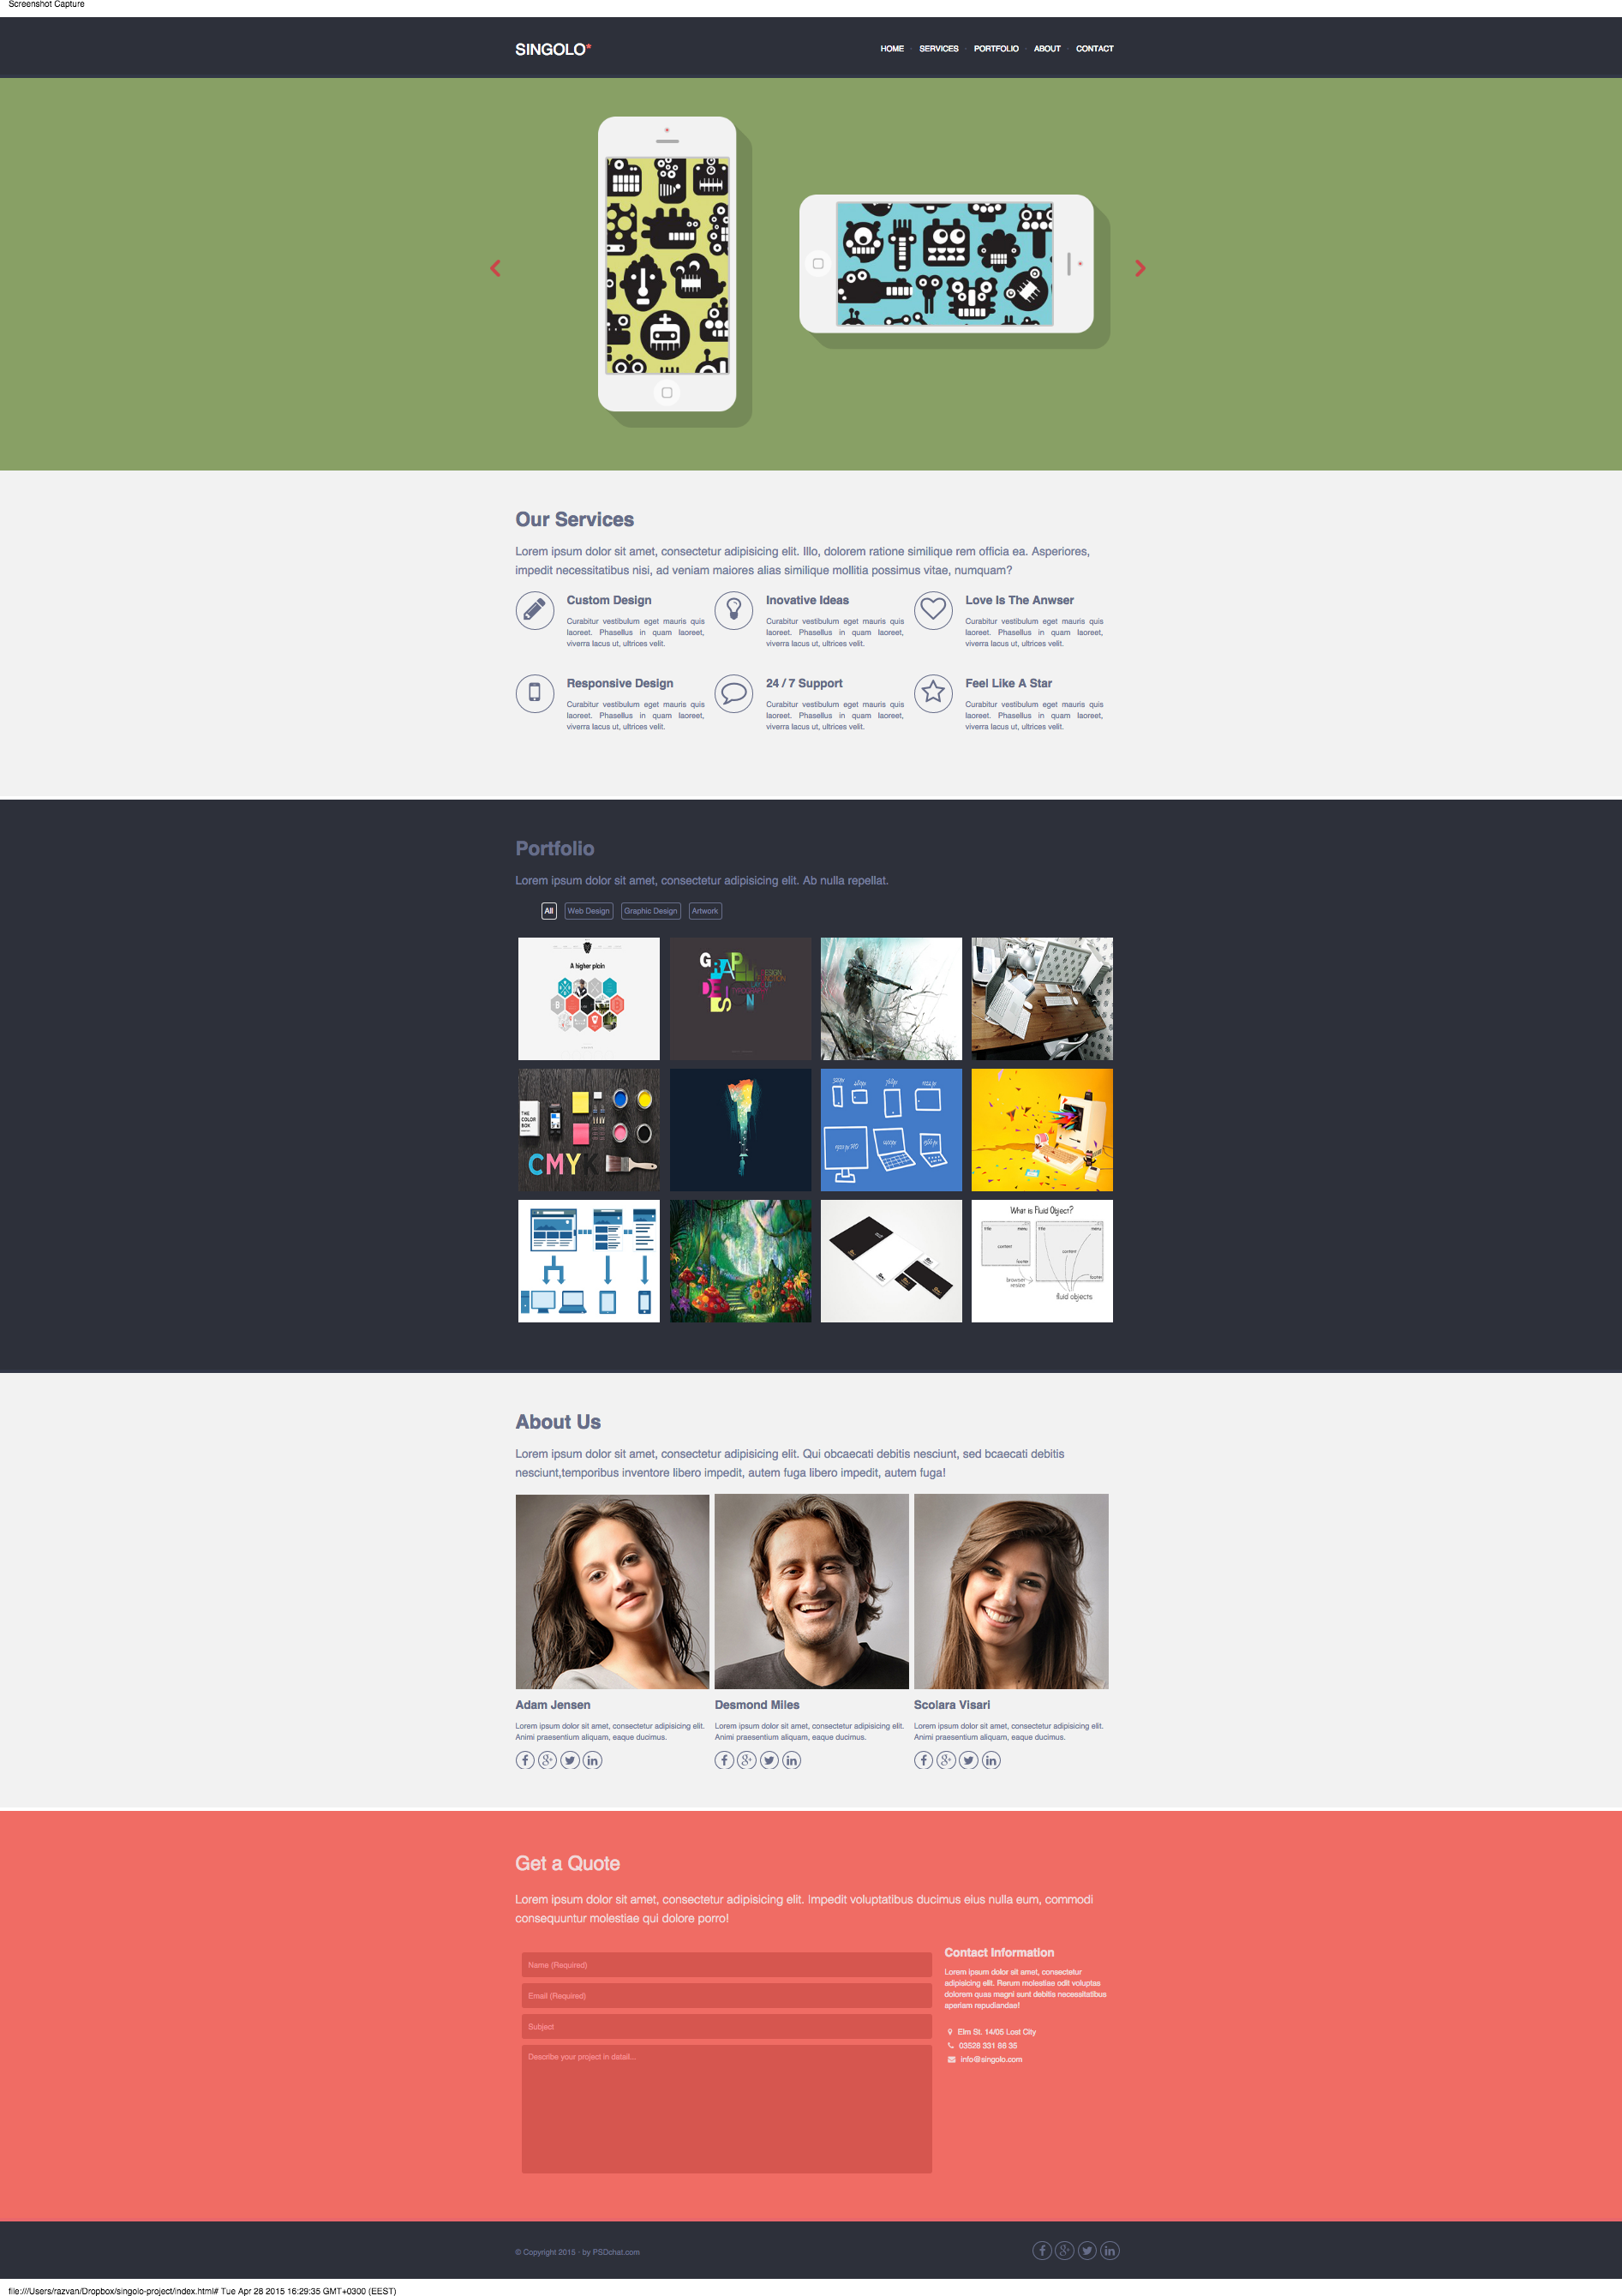 Screenshot Capture
SINGOLO*
HOME · SERVICES · PORTFOLIO · ABOUT · CONTACT
Our Services
Lorem ipsum dolor sit amet, consectetur adipisicing elit. Illo, dolorem ratione similique rem officia ea. Asperiores,
impedit necessitatibus nisi, ad veniam maiores alias similique mollitia possimus vitae, numquam?
Custom Design
Curabitur vestibulum eget mauris quis
laoreet. Phasellus in quam laoreet,
viverra lacus ut, ultrices velit.
Inovative Ideas
Curabitur vestibulum eget mauris quis
laoreet. Phasellus in quam laoreet,
viverra lacus ut, ultrices velit.
Love Is The Anwser
Curabitur vestibulum eget mauris quis
laoreet. Phasellus in quam laoreet,
viverra lacus ut, ultrices velit.
Responsive Design
Curabitur vestibulum eget mauris quis
laoreet. Phasellus in quam laoreet,
viverra lacus ut, ultrices velit.
24 / 7 Support
Curabitur vestibulum eget mauris quis
laoreet. Phasellus in quam laoreet,
viverra lacus ut, ultrices velit.
Feel Like A Star
Curabitur vestibulum eget mauris quis
laoreet. Phasellus in quam laoreet,
viverra lacus ut, ultrices velit.
Portfolio
Lorem ipsum dolor sit amet, consectetur adipisicing elit. Ab nulla repellat.
All
Web Design
Graphic Design
Artwork
A higher plain
GRAP
DES
N
THE
COLOR
BOX
CMYK
What is Fluid Object?
title menu
content
footer
title menu
content
footer
browser
resize
fluid objects
About Us
Lorem ipsum dolor sit amet, consectetur adipisicing elit. Qui obcaecati debitis nesciunt, sed bcaecati debitis
nesciunt,temporibus inventore libero impedit, autem fuga libero impedit, autem fuga!
Adam Jensen
Lorem ipsum dolor sit amet, consectetur adipisicing elit.
Animi praesentium aliquam, eaque ducimus.
Desmond Miles
Lorem ipsum dolor sit amet, consectetur adipisicing elit.
Animi praesentium aliquam, eaque ducimus.
Scolara Visari
Lorem ipsum dolor sit amet, consectetur adipisicing elit.
Animi praesentium aliquam, eaque ducimus.
Get a Quote
Lorem ipsum dolor sit amet, consectetur adipisicing elit. Impedit voluptatibus ducimus eius nulla eum, commodi
consequuntur molestiae qui dolore porro!
Name (Required)
Email (Required)
Subject
Describe your project in datail...
Contact Information
Lorem ipsum dolor sit amet, consectetur
adipisicing elit. Rerum molestiae odit voluptas
dolorem quas magni sunt debitis necessitatibus
aperiam repudiandae!
Elm St. 14/05 Lost City
03528 331 86 35
info@singolo.com
© Copyright 2015 - by PSDchat.com
file:///Users/razvan/Dropbox/singolo-project/index.html# Tue Apr 28 2015 16:29:35 GMT+0300 (EEST)